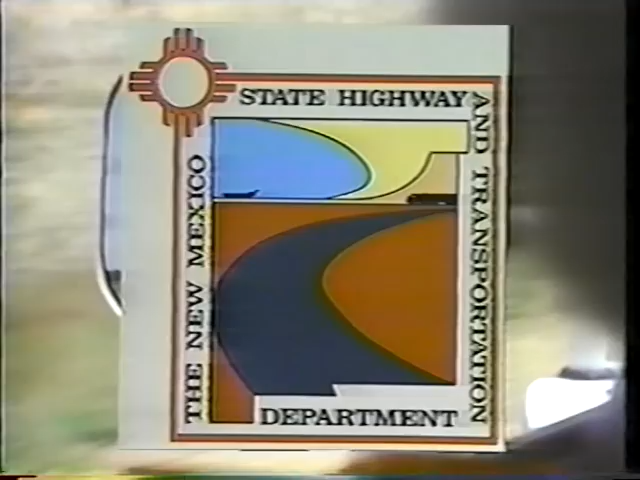 THE NEW MEXICO
STATE HIGHWAY
AND TRANSPORTATION
DEPARTMENT